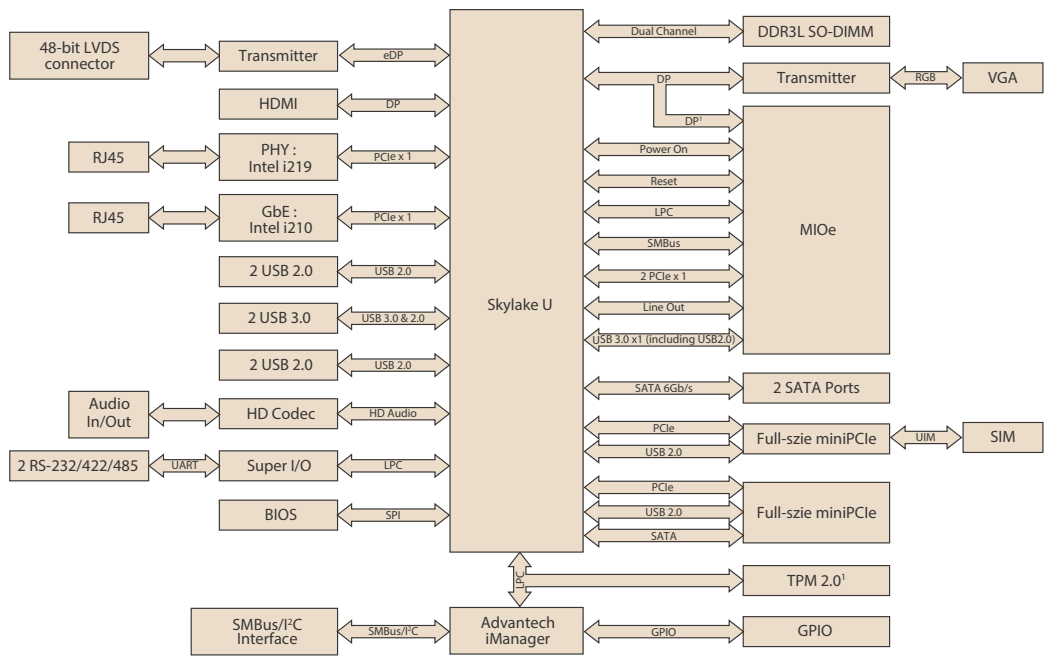 48-bit LVDS
connector
Transmitter
eDP
HDMI
DP
RJ45
PHY :
Intel i219
PCIe x 1
RJ45
GbE :
Intel i210
PCIe x 1
2 USB 2.0
USB 2.0
2 USB 3.0
USB 3.0 & 2.0
2 USB 2.0
USB 2.0
Audio
In/Out
HD Codec
HD Audio
2 RS-232/422/485
UART
Super I/O
LPC
BIOS
SPI
Skylake U
Dual Channel
DDR3L SO-DIMM
DP
Transmitter
RGB
VGA
DP¹
Power On
Reset
LPC
SMBus
2 PCIe x 1
Line Out
USB 3.0 x1 (including USB2.0)
MIOe
SATA 6Gb/s
2 SATA Ports
PCIe
USB 2.0
Full-szie miniPCIe
UIM
SIM
PCIe
USB 2.0
SATA
Full-szie miniPCIe
LPC
TPM 2.0¹
SMBus/I²C
Interface
SMBus/I²C
Advantech
iManager
GPIO
GPIO